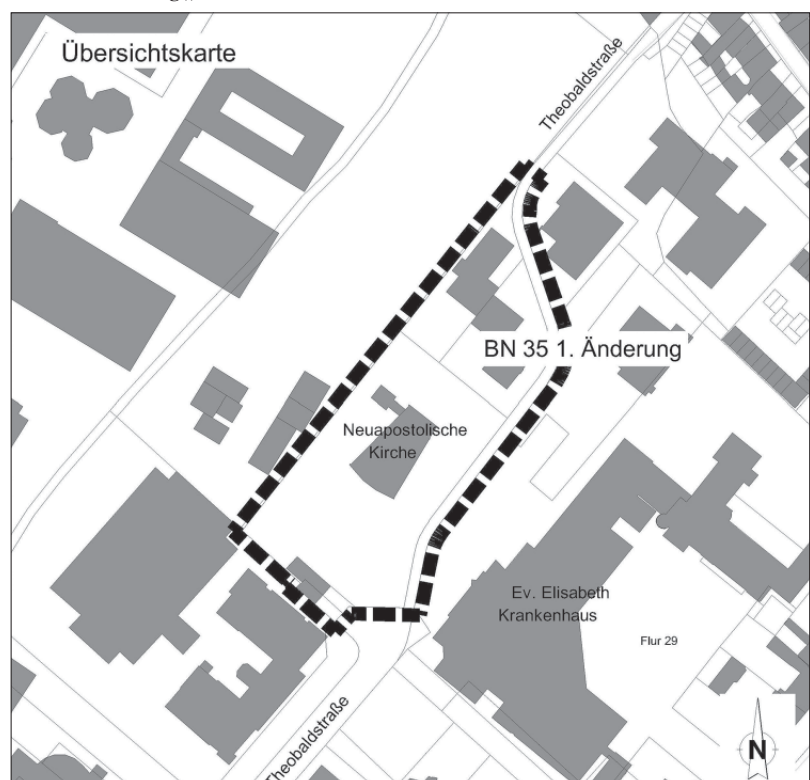 Übersichtskarte
Theobaldstraße
BN 35 1. Änderung
Neuapostolische
Kirche
Ev. Elisabeth
Krankenhaus
Flur 29
Theobaldstraße
N